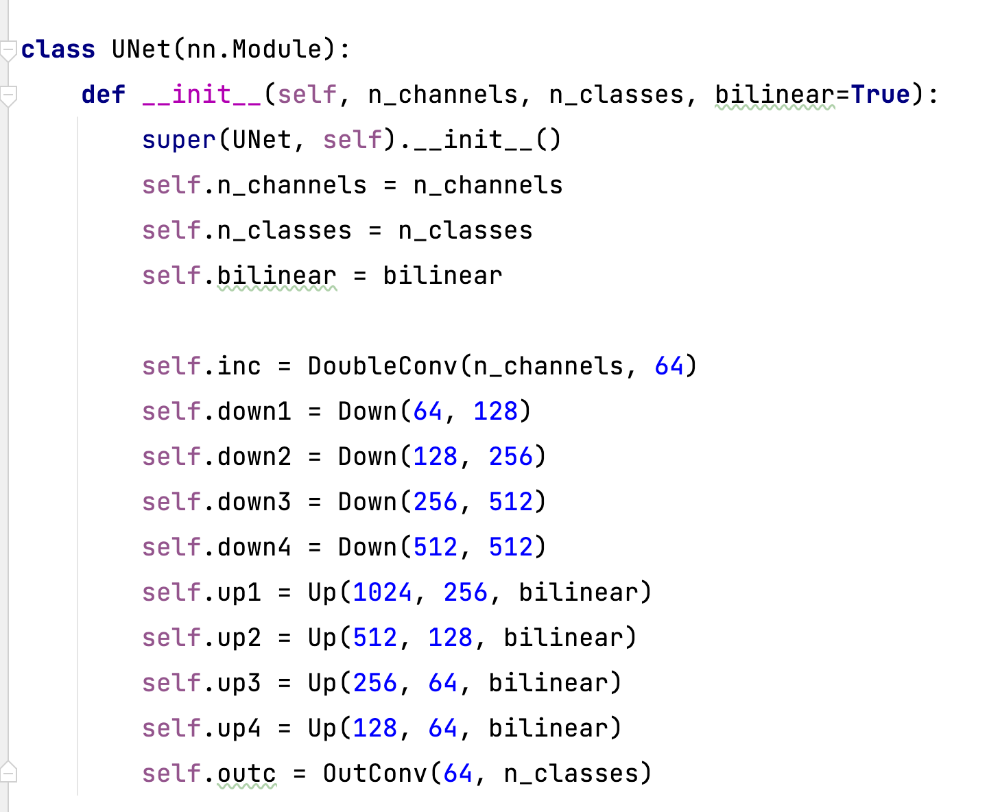 class UNet(nn.Module):
    def __init__(self, n_channels, n_classes, bilinear=True):
        super(UNet, self).__init__()
        self.n_channels = n_channels
        self.n_classes = n_classes
        self.bilinear = bilinear

        self.inc = DoubleConv(n_channels, 64)
        self.down1 = Down(64, 128)
        self.down2 = Down(128, 256)
        self.down3 = Down(256, 512)
        self.down4 = Down(512, 512)
        self.up1 = Up(1024, 256, bilinear)
        self.up2 = Up(512, 128, bilinear)
        self.up3 = Up(256, 64, bilinear)
        self.up4 = Up(128, 64, bilinear)
        self.outc = OutConv(64, n_classes)